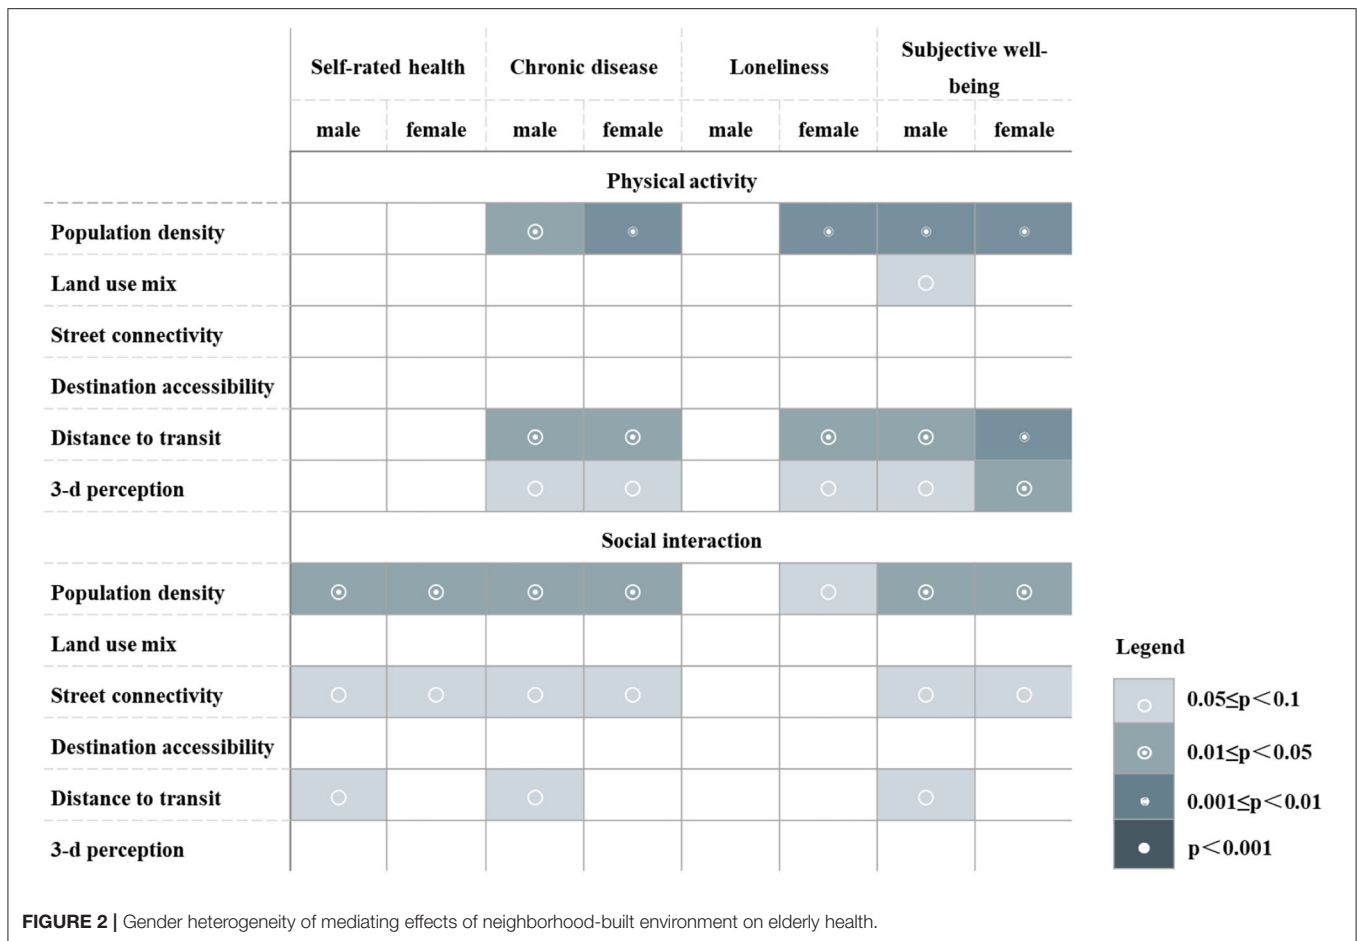 Self-rated health Chronic disease Loneliness Subjective well-
being
male female male female male female male female
Physical activity
Population density
Land use mix
Street connectivity
Destination accessibility
Distance to transit
3-d perception
Social interaction
Population density
Land use mix
Street connectivity
Destination accessibility
Distance to transit
3-d perception
Legend
0.05≤p<0.1
0.01≤p<0.05
0.001≤p<0.01
p<0.001
FIGURE 2 | Gender heterogeneity of mediating effects of neighborhood-built environment on elderly health.